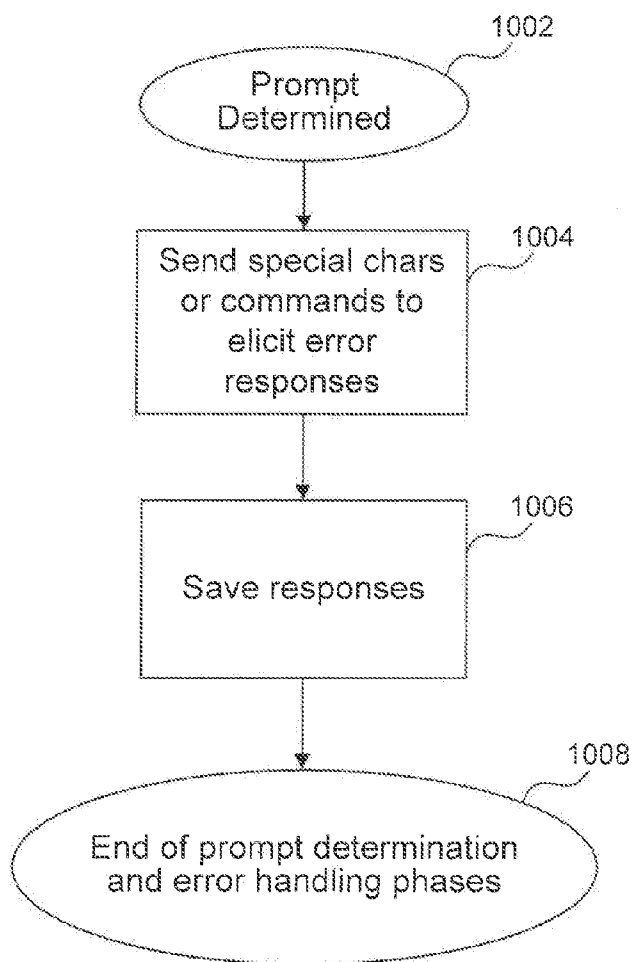 1002
Prompt
Determined
1004
Send special chars
or commands to
elicit error
responses
1006
Save responses
1008
End of prompt determination
and error handling phases